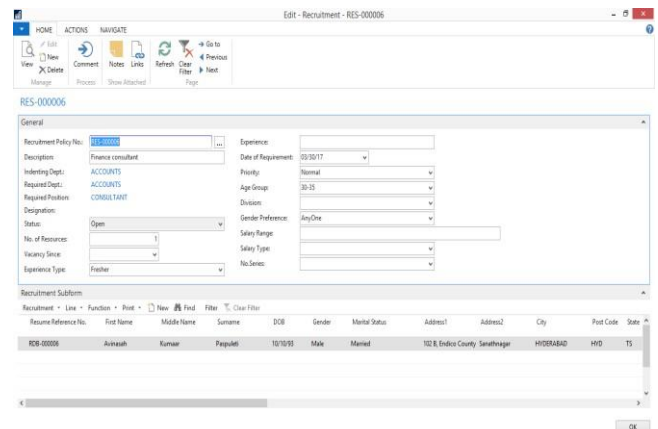 Edit - Recruitment - RES-000006
HOME ACTIONS NAVIGATE
View
Edit
New
Delete
Manage
Comment
Process
Notes
Links
Show Attached
Refresh
Clear Filter
Go to
Previous
Next
Page
RES-000006
General
Recruitment Policy No.: RES-000006 ...
Description: Finance consultant
Indenting Dept.: ACCOUNTS
Required Dept.: ACCOUNTS
Required Position: CONSULTANT
Designation:
Status: Open
No. of Resources: 1
Vacancy Since:
Experience Type: Fresher
Experience:
Date of Requirement: 03/30/17
Priority: Normal
Age Group: 30-35
Division:
Gender Preference: AnyOne
Salary Range:
Salary Type:
No.Series:
Recruitment Subform
Recruitment Line Function Print New Find Filter Clear Filter
Resume Reference No. First Name Middle Name Surname DOB Gender Marital Status Address1 Address2 City Post Code State
RDB-000006 Avinasah Kumaar Paspuleti 10/10/93 Male Married 102 B, Endico County Sanathnagar HYDERABAD HYD TS
OK